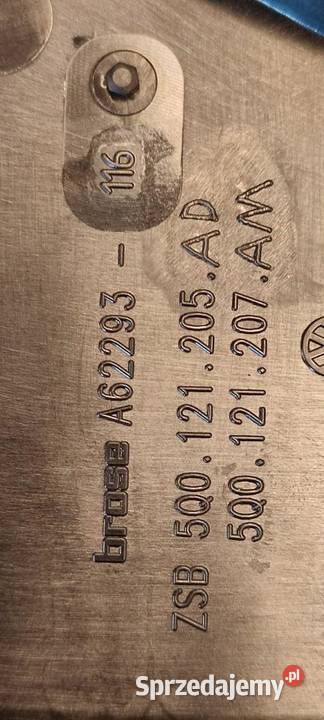 brose A62293 - 116
ZSB 5Q0.121.205.AD
5Q0.121.207.AM
Sprzedajemy.pl